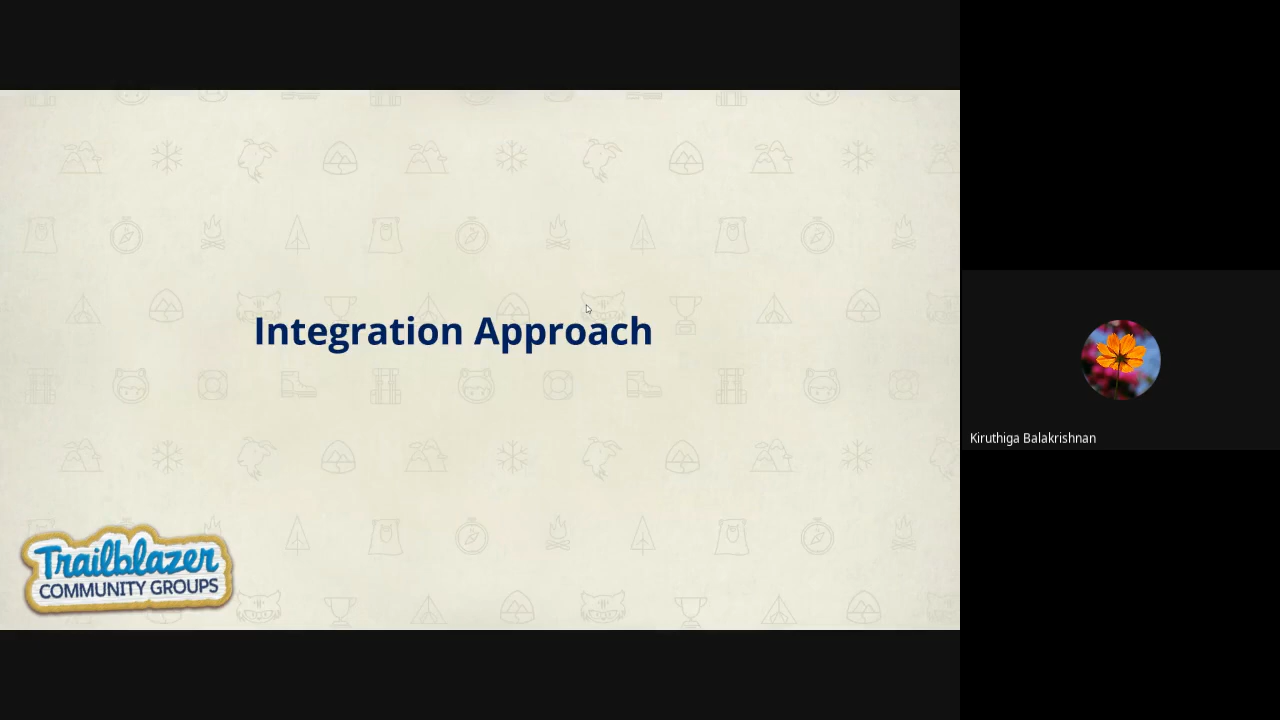 Integration Approach
Kiruthiga Balakrishnan
Trailblazer
COMMUNITY GROUPS